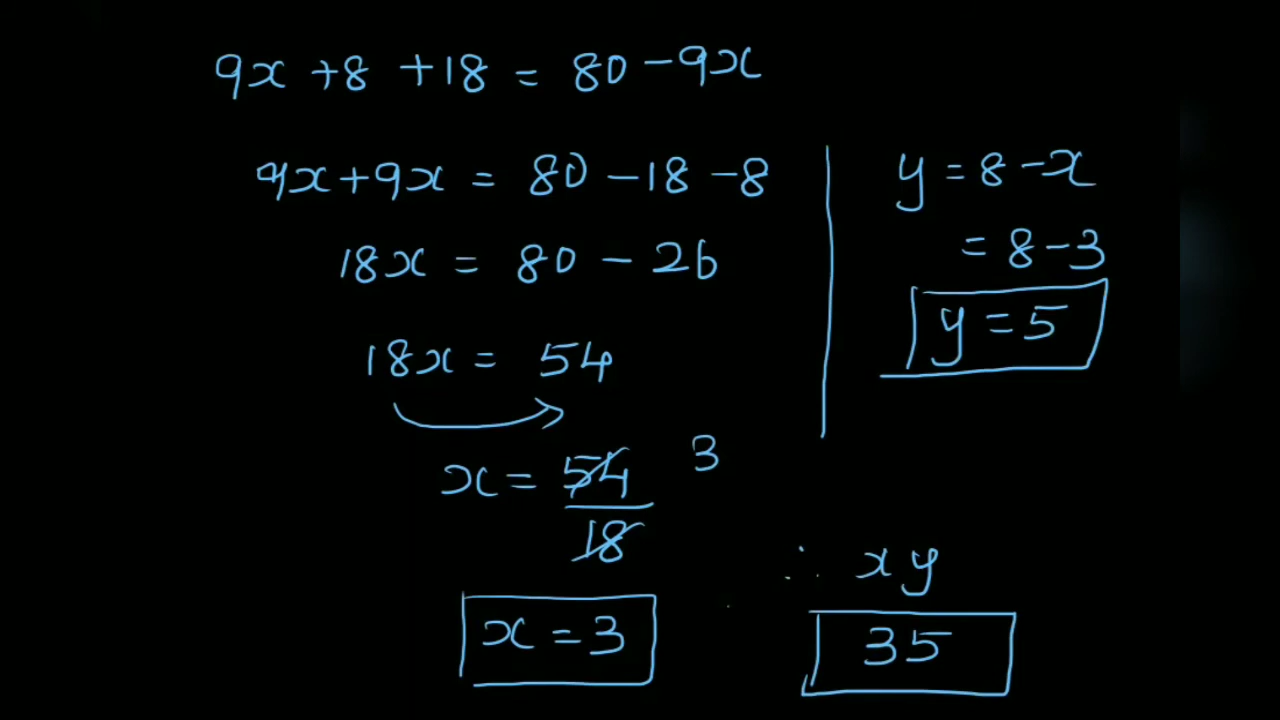 9x + 8 + 18 = 80 - 9x
9x + 9x = 80 - 18 - 8
18x = 80 - 26
18x = 54
x = 54/18 3
x = 3
y = 8 - x
= 8 - 3
y = 5
∴ xy
35